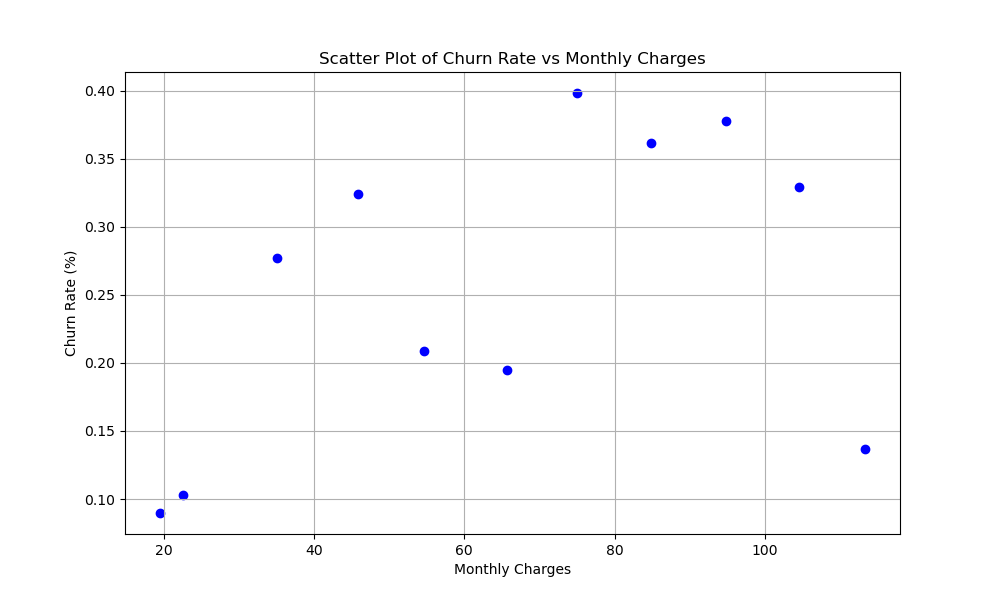 Scatter Plot of Churn Rate vs Monthly Charges
0.40
0.35
0.30
0.25
0.20
0.15
0.10
Churn Rate (%)
20 40 60 80 100
Monthly Charges